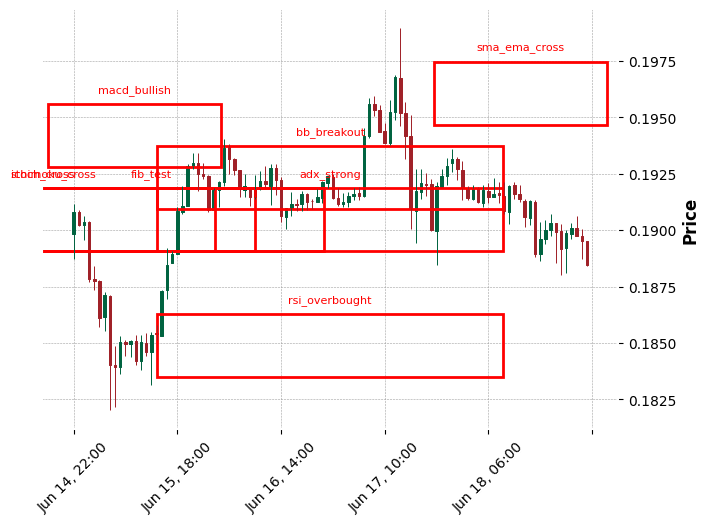 sma_ema_cross
macd_bullish
bb_breakout
fib_test
adx_strong
rsi_overbought
0.1975
0.1950
0.1925
0.1900
0.1875
0.1850
0.1825
Price
Jun 14, 22:00
Jun 15, 18:00
Jun 16, 14:00
Jun 17, 10:00
Jun 18, 06:00